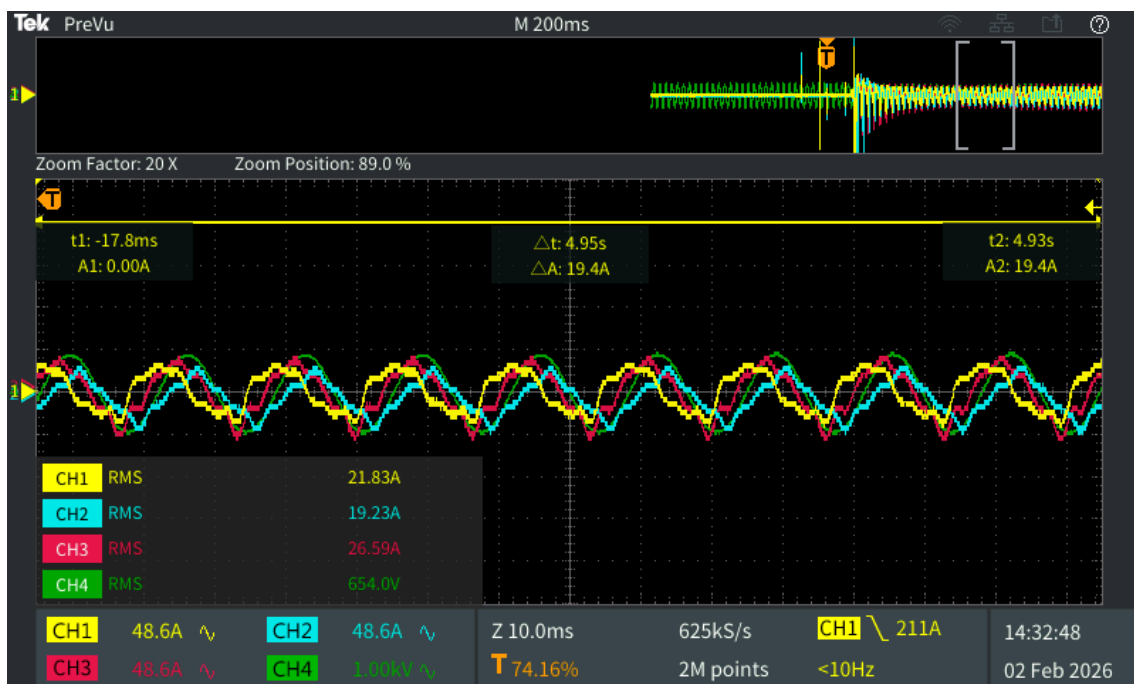 Tek PreVu M 200ms
T
1
Zoom Factor: 20 X Zoom Position: 89.0 %
T
t1: -17.8ms △t: 4.95s t2: 4.93s
A1: 0.00A △A: 19.4A A2: 19.4A
1
CH1 RMS 21.83A
CH2 RMS 19.23A
CH3 RMS 26.59A
CH4 RMS 654.0V
CH1 48.6A CH2 48.6A Z 10.0ms 625kS/s CH1 211A 14:32:48
CH3 48.6A CH4 1.00kV T 74.16% 2M points <10Hz 02 Feb 2026